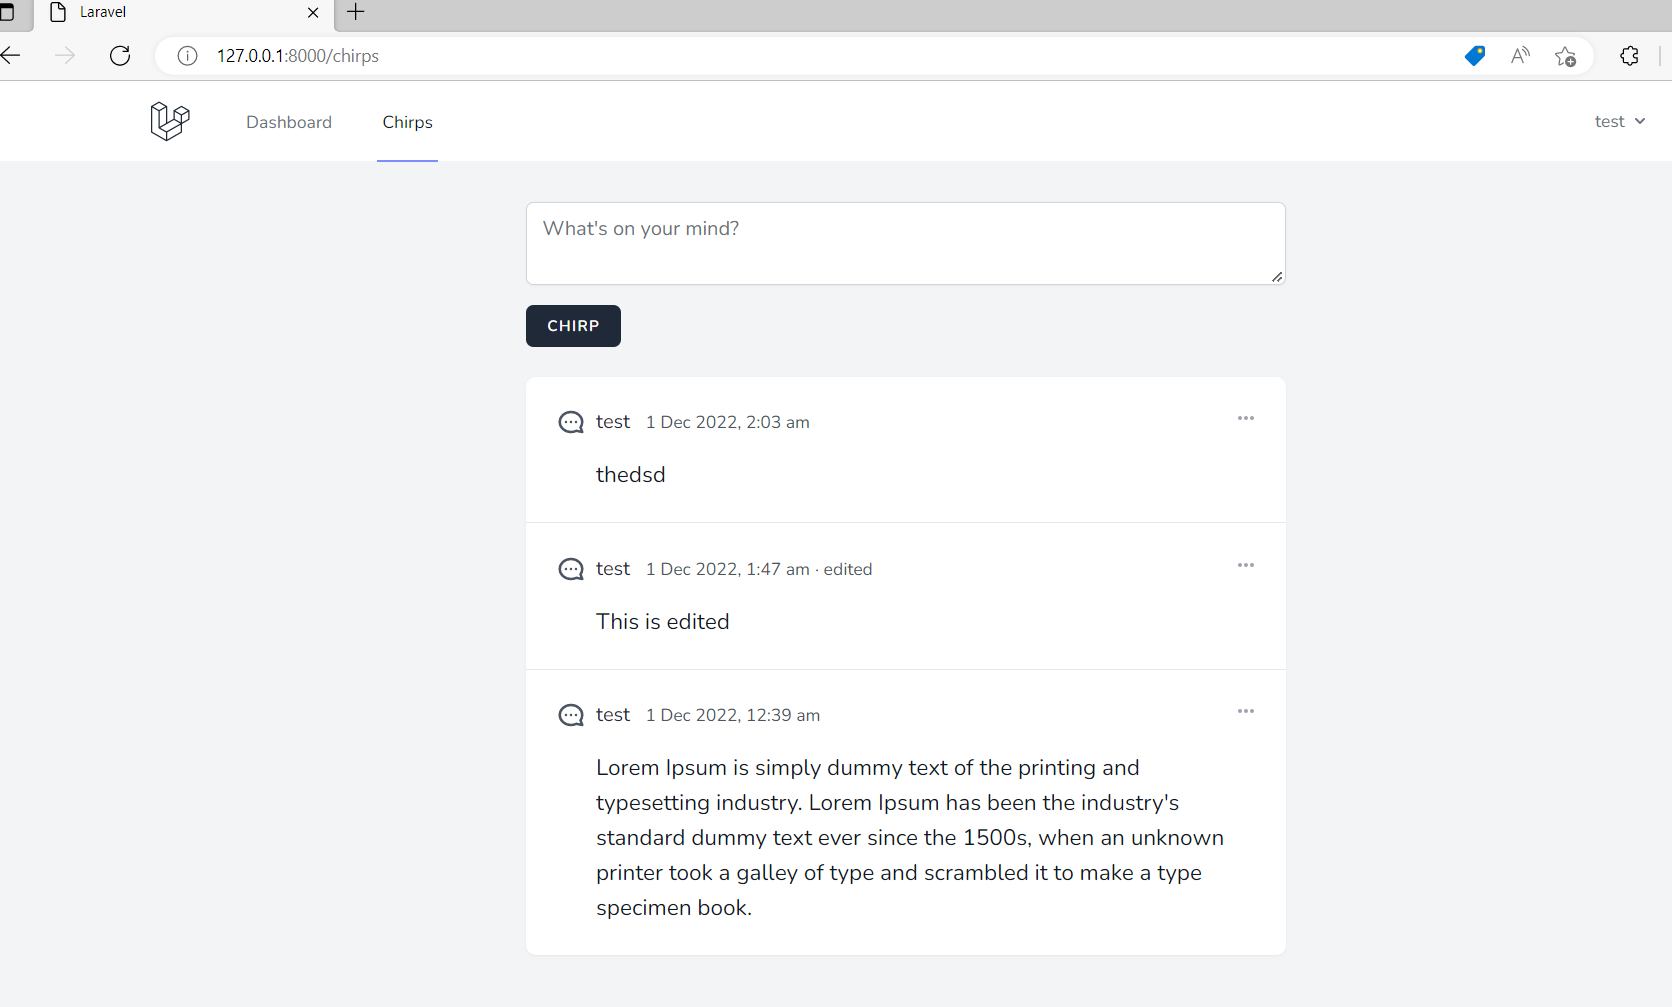 Laravel
127.0.0.1:8000/chirps
Dashboard Chirps test
What's on your mind?
CHIRP
test 1 Dec 2022, 2:03 am
thedsd
test 1 Dec 2022, 1:47 am · edited
This is edited
test 1 Dec 2022, 12:39 am
Lorem Ipsum is simply dummy text of the printing and
typesetting industry. Lorem Ipsum has been the industry's
standard dummy text ever since the 1500s, when an unknown
printer took a galley of type and scrambled it to make a type
specimen book.